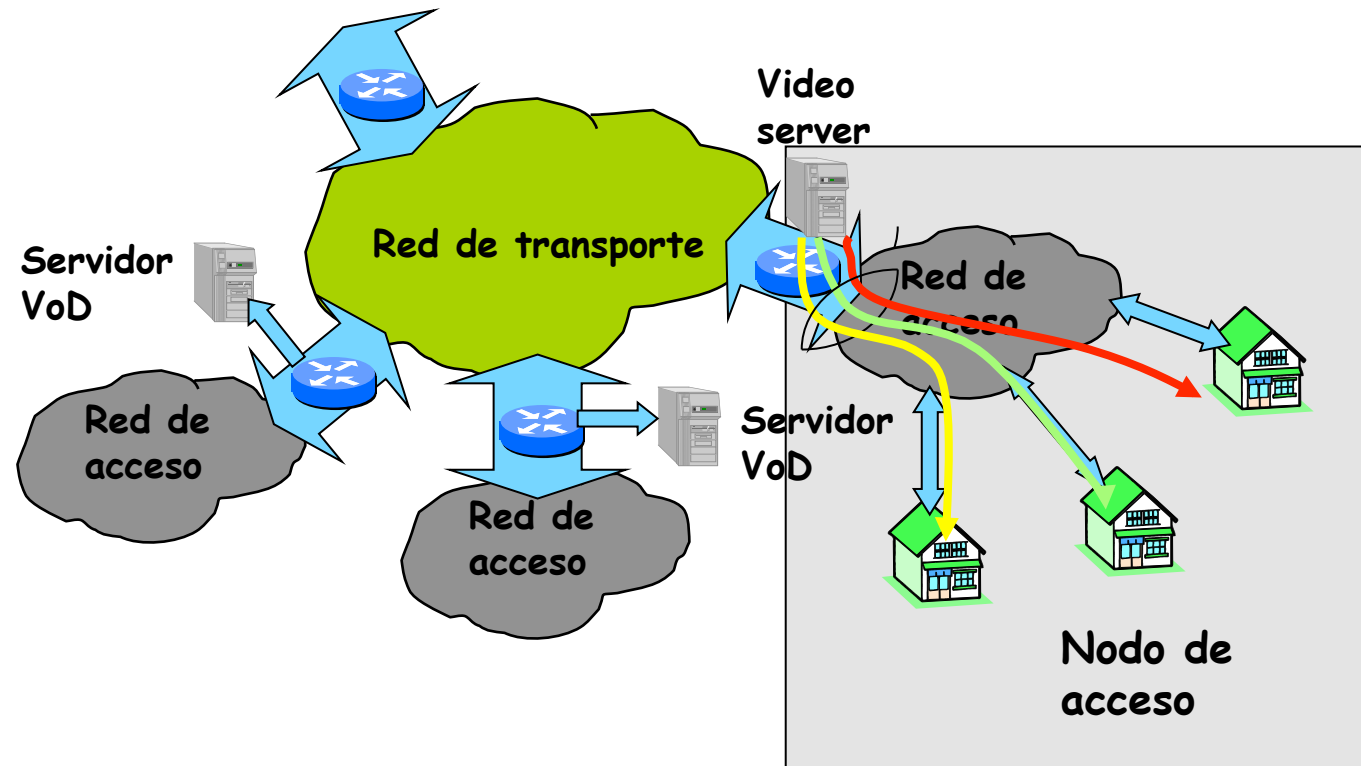 Video
server
Red de transporte
Servidor
VoD
Red de
acceso
Red de
acceso
Servidor
VoD
Red de
acceso
Nodo de
acceso